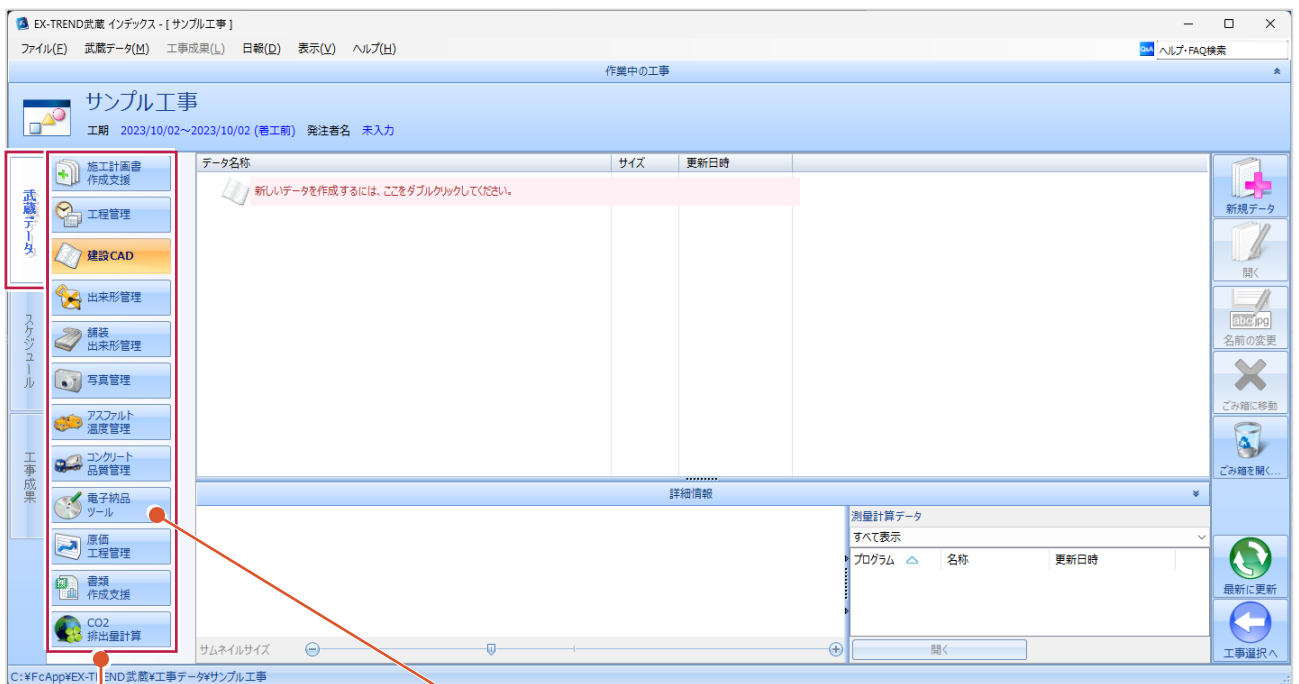 EX-TREND武蔵 インデックス - [ サンプル工事 ]
ファイル(F) 武蔵データ(M) 工事成果(L) 日報(D) 表示(V) ヘルプ(H)
Q&A ヘルプ・FAQ検索
作業中の工事
サンプル工事
工期 2023/10/02～2023/10/02 (着工前) 発注者名 未入力
武蔵データ
スケジュール
工事成果
施工計画書
作成支援
工程管理
建設CAD
出来形管理
舗装
出来形管理
写真管理
アスファルト
温度管理
コンクリート
品質管理
電子納品
ツール
原価
工程管理
書類
作成支援
CO2
排出量計算
データ名称 サイズ 更新日時
新しいデータを作成するには、ここをダブルクリックしてください。
詳細情報
サムネイルサイズ
測量計算データ
すべて表示
プログラム 名称 更新日時
開く
新規データ
開く
abc.jpg
名前の変更
ごみ箱に移動
ごみ箱を開く...
最新に更新
工事選択へ
C:¥FcApp¥EX-TREND武蔵¥工事データ¥サンプル工事